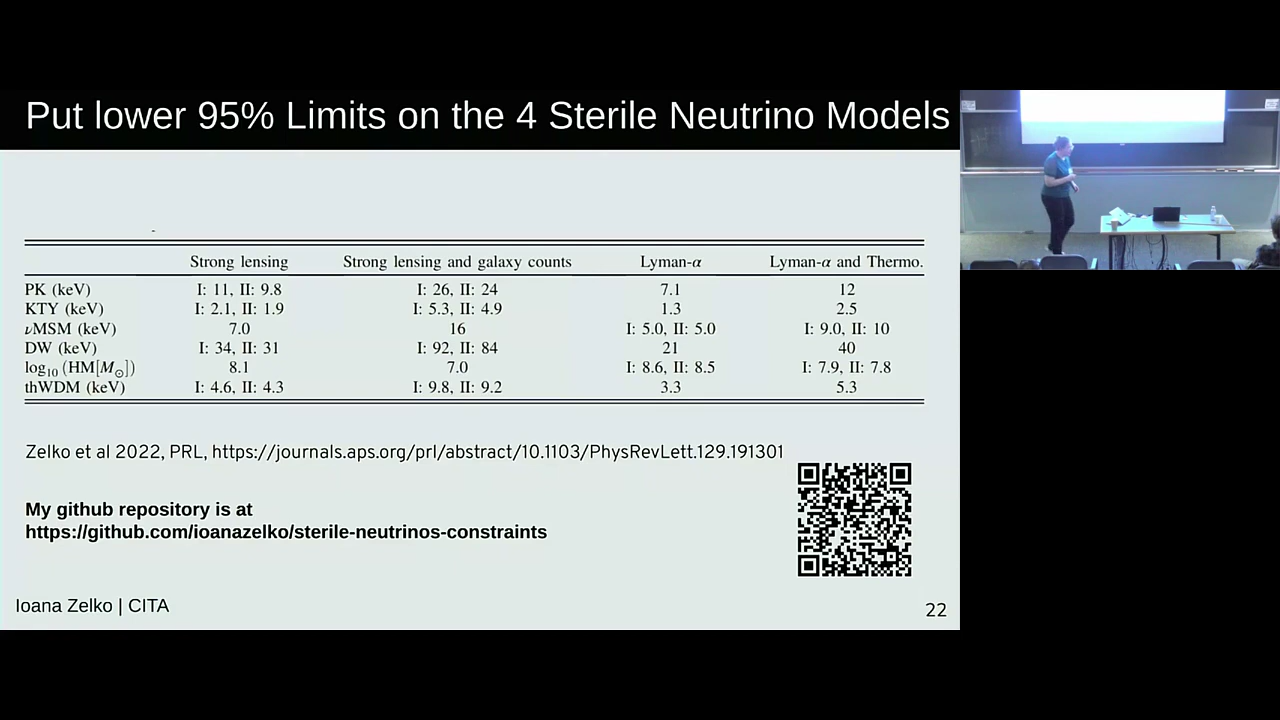 Put lower 95% Limits on the 4 Sterile Neutrino Models
Strong lensing Strong lensing and galaxy counts Lyman-α Lyman-α and Thermo.
PK (keV) I: 11, II: 9.8 I: 26, II: 24 7.1 12
KTY (keV) I: 2.1, II: 1.9 I: 5.3, II: 4.9 1.3 2.5
νMSM (keV) 7.0 16 I: 5.0, II: 5.0 I: 9.0, II: 10
DW (keV) I: 34, II: 31 I: 92, II: 84 21 40
log₁₀ (HM[M⊙]) 8.1 7.0 I: 8.6, II: 8.5 I: 7.9, II: 7.8
thWDM (keV) I: 4.6, II: 4.3 I: 9.8, II: 9.2 3.3 5.3
Zelko et al 2022, PRL, https://journals.aps.org/prl/abstract/10.1103/PhysRevLett.129.191301
My github repository is at
https://github.com/ioanazelko/sterile-neutrinos-constraints
Ioana Zelko | CITA
22